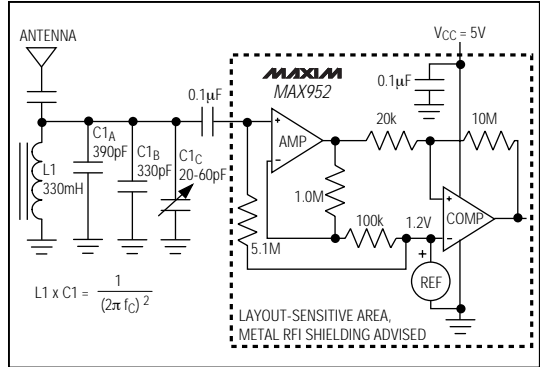 ANTENNA
VCC = 5V
MAXIM
MAX952
0.1µF
0.1µF
20k
10M
C1A
390pF
C1B
330pF
C1C
20-60pF
L1
330mH
AMP
1.0M
100k
1.2V
COMP
5.1M
+
-
+
-
+
REF
L1 x C1 = 1 / (2π fC) 2
LAYOUT-SENSITIVE AREA,
METAL RFI SHIELDING ADVISED